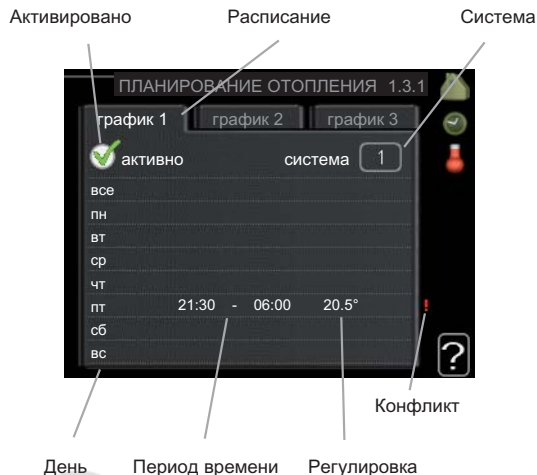 Активировано Расписание Система
ПЛАНИРОВАНИЕ ОТОПЛЕНИЯ 1.3.1
график 1 график 2 график 3
активно система 1
все
пн
вт
ср
чт
пт 21:30 - 06:00 20.5° !
сб
вс
?
Конфликт
День Период времени Регулировка